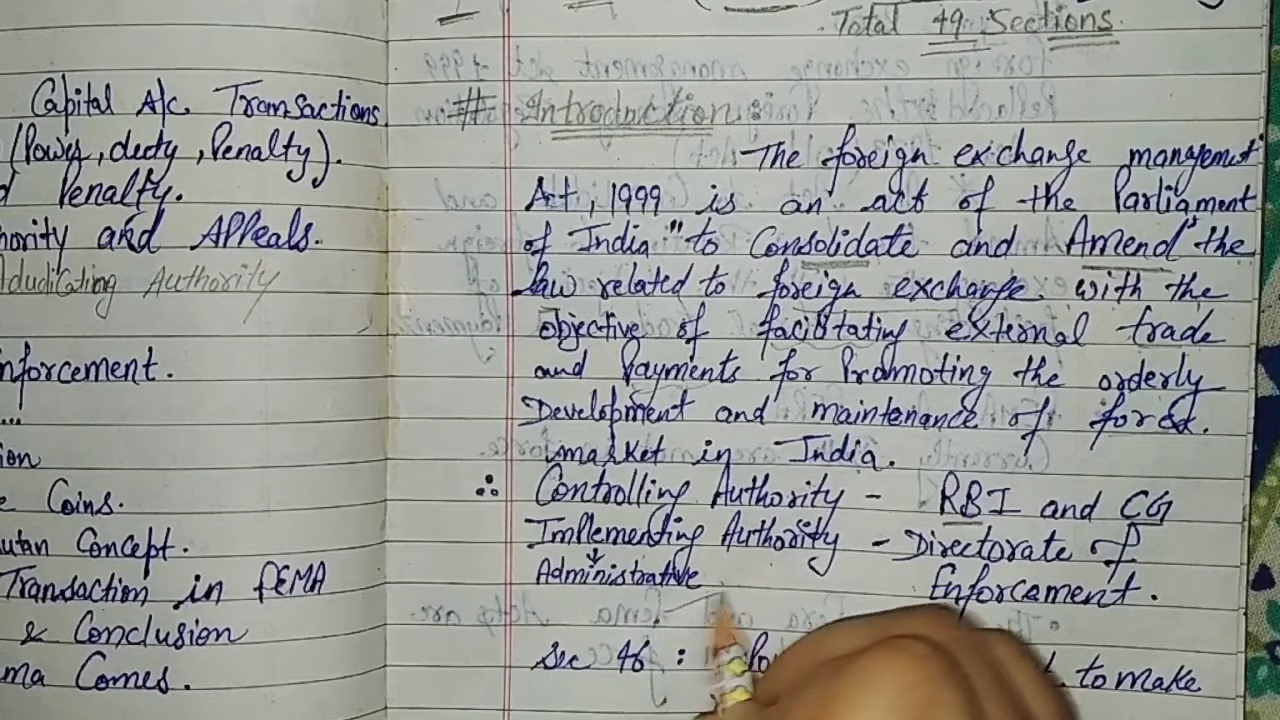 Capital A/c Transactions
(Power, duty, Penalty).
d Penalty.
hority and Appeals.
Adudicating Authority
nforcement.
...
ion
e Coins.
utan Concept.
Transaction in FEMA
& Conclusion
ma Comes.
Total 49 Sections.
# Introduction :
The foreign exchange mangement
Act, 1999 is an act of the Parliament
of India "to Consolidate and Amend" the
law related to foreign exchange with the
objective of facilitating external trade
and Payments for Promoting the orderly
Development and maintenance of forex.
market in India.
∴ Controlling Authority - RBI and CG
Implementing Authority - Directorate of
Administrative Enforcement.
Sec 46 : to make